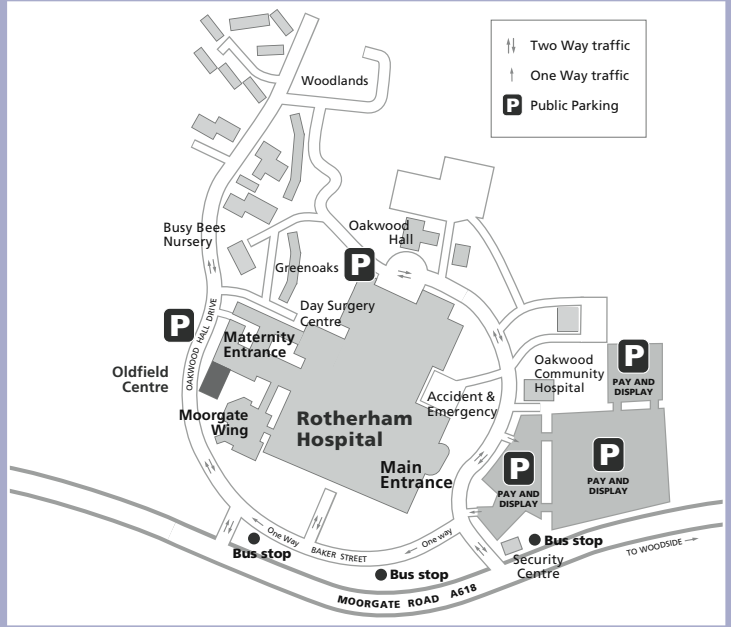 Two Way traffic
One Way traffic
P
Public Parking
Woodlands
Busy Bees
Nursery
Oakwood
Hall
Greenoaks
P
Day Surgery
Centre
P
OAKWOOD HALL DRIVE
Maternity
Entrance
Oldfield
Centre
Moorgate
Wing
Rotherham
Hospital
Accident &
Emergency
Main
Entrance
Oakwood
Community
Hospital
P
PAY AND
DISPLAY
P
PAY AND
DISPLAY
P
PAY AND
DISPLAY
One Way
BAKER STREET
One way
Bus stop
Bus stop
Bus stop
Security
Centre
TO WOODSIDE
MOORGATE ROAD A618